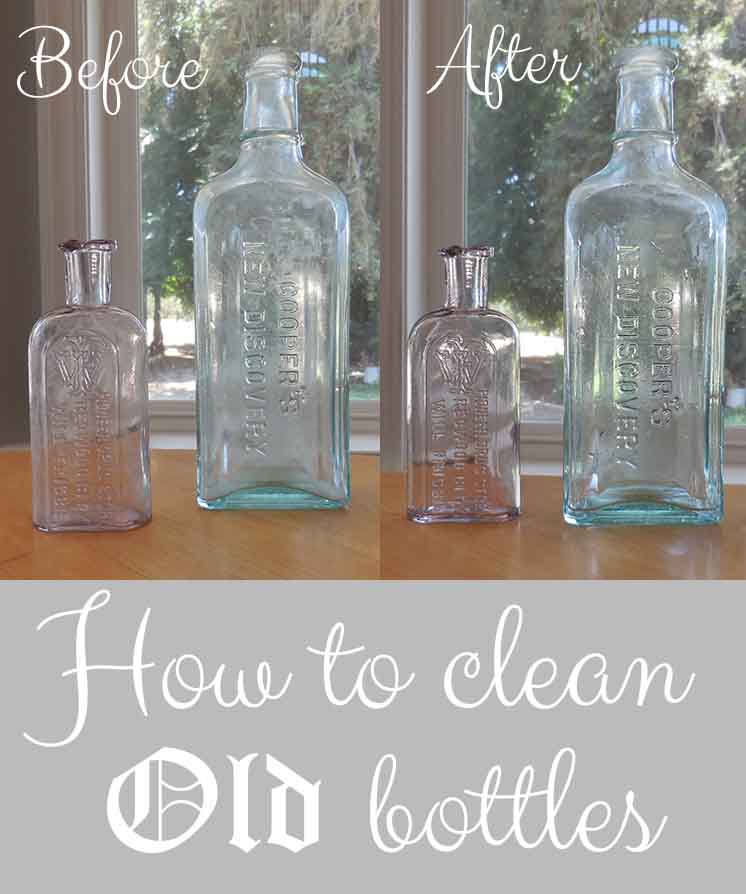 Before
After
COOPER'S
NEW DISCOVERY
COOPER'S
NEW DISCOVERY
How to clean
Old bottles